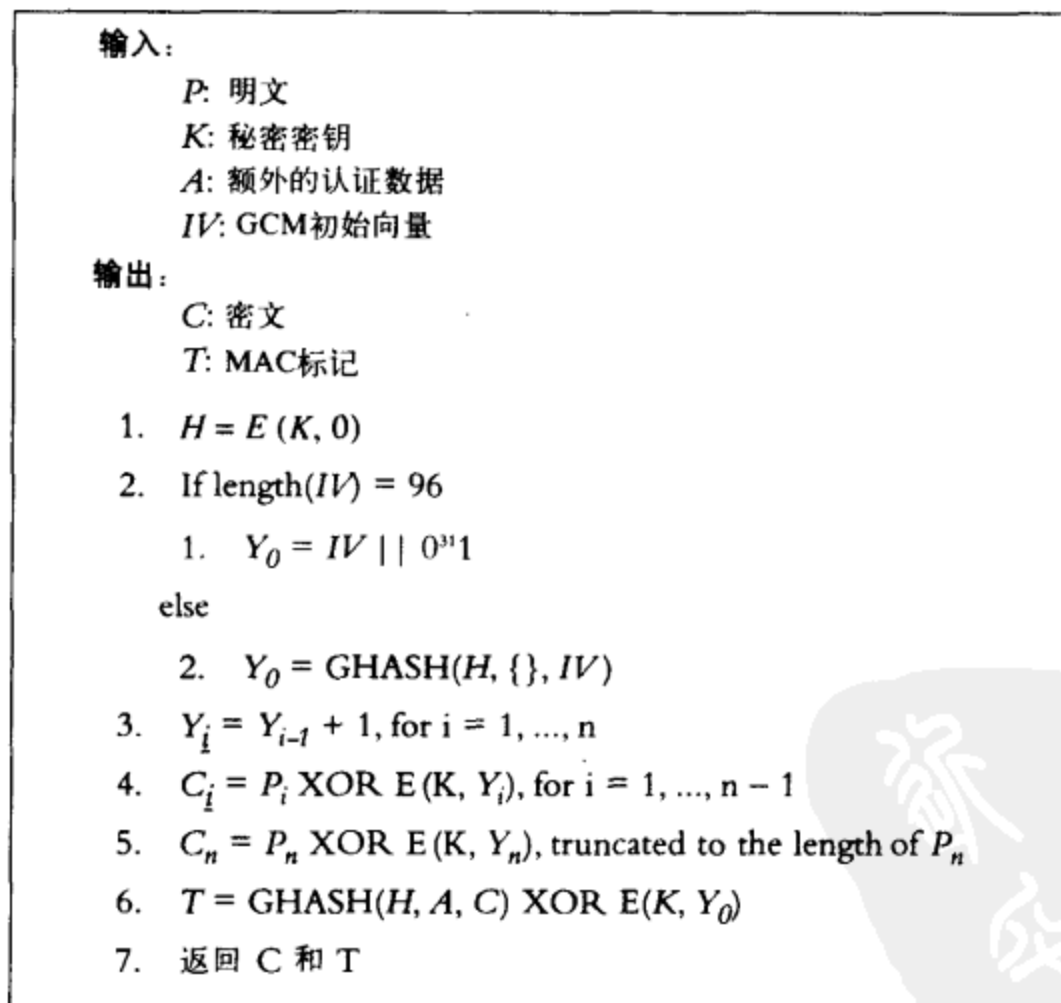 输入：
P: 明文
K: 秘密密钥
A: 额外的认证数据
IV: GCM初始向量
输出：
C: 密文
T: MAC标记
1. H = E (K, 0)
2. If length(IV) = 96
1. Y₀ = IV || 0³¹1
else
2. Y₀ = GHASH(H, {}, IV)
3. Yᵢ = Yᵢ₋₁ + 1, for i = 1, ..., n
4. Cᵢ = Pᵢ XOR E (K, Yᵢ), for i = 1, ..., n − 1
5. Cₙ = Pₙ XOR E (K, Yₙ), truncated to the length of Pₙ
6. T = GHASH(H, A, C) XOR E(K, Y₀)
7. 返回 C 和 T